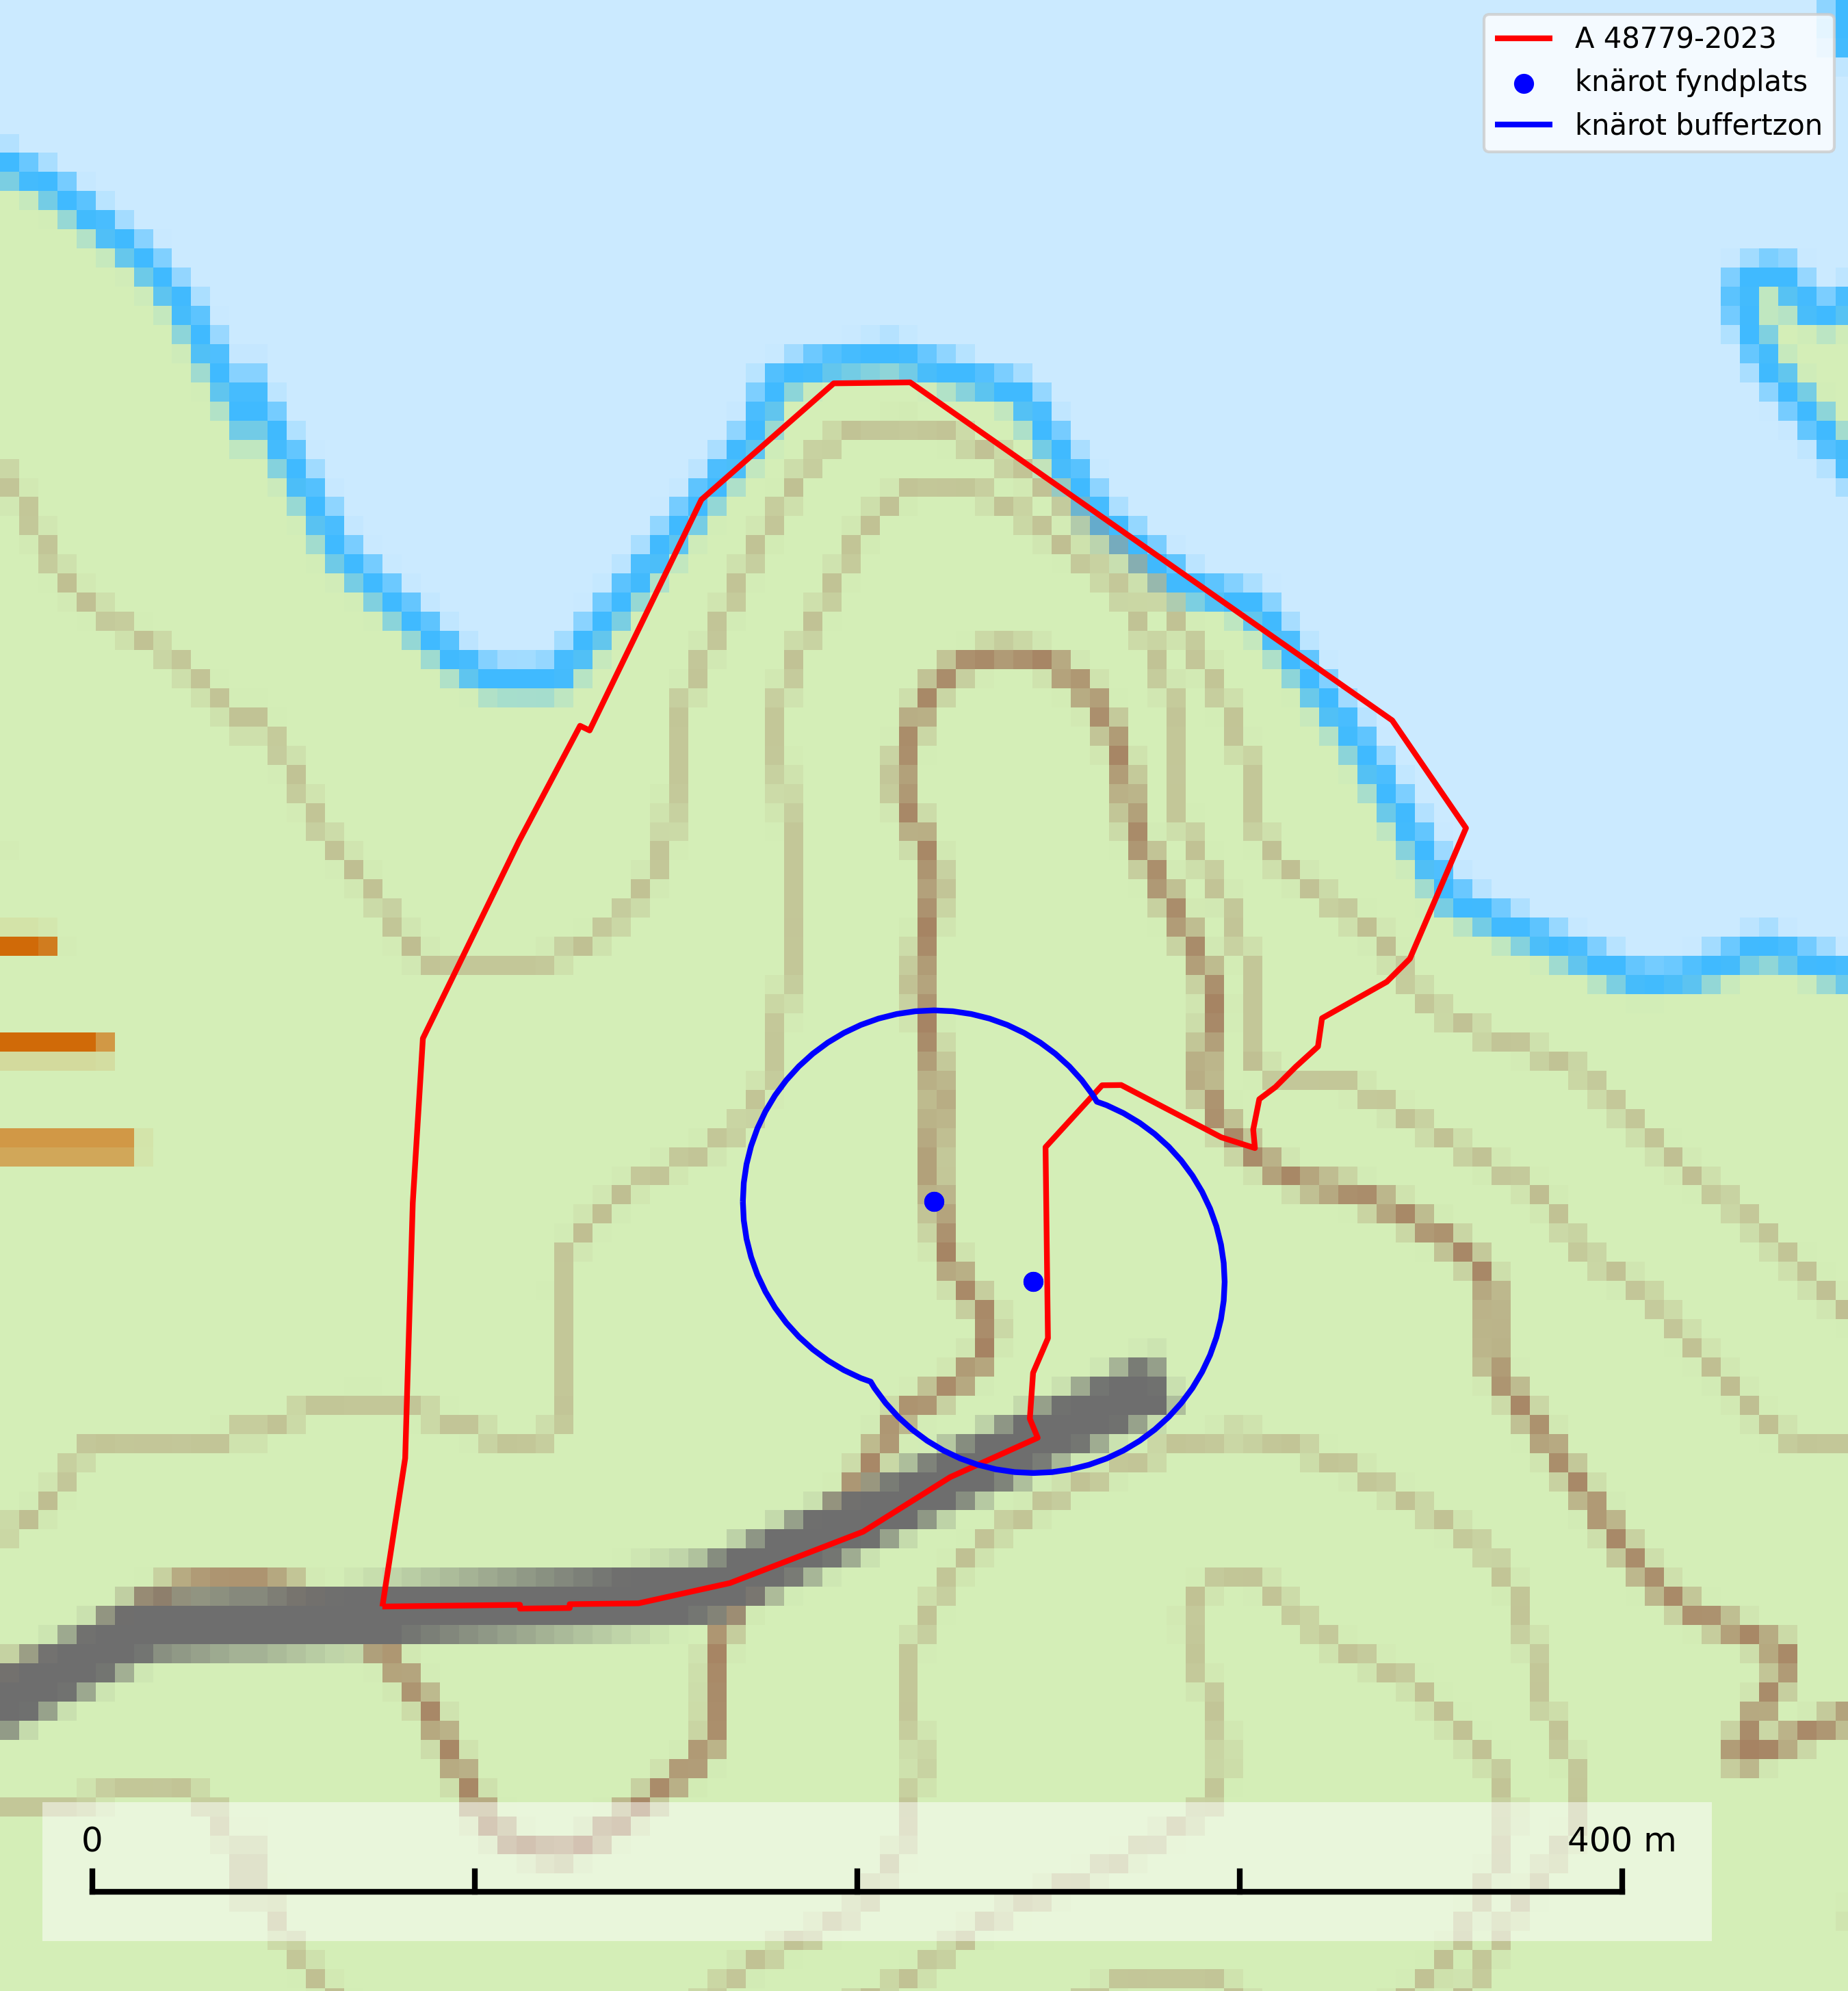 A 48779-2023
knärot fyndplats
knärot buffertzon
0 400 m